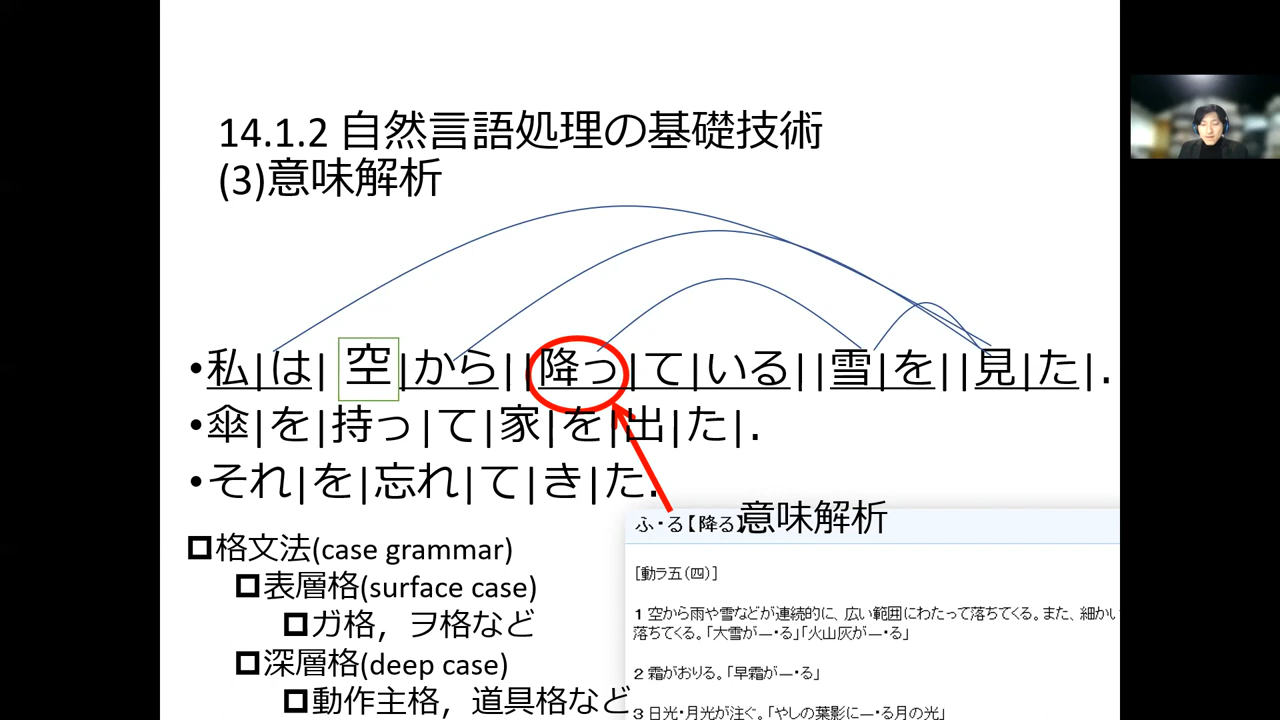 14.1.2 自然言語処理の基礎技術
(3)意味解析
•私|は| 空|から||降っ|て|いる||雪|を||見|た|.
•傘|を|持っ|て|家|を|出|た|.
•それ|を|忘れ|て|き|た.
意味解析
ふ・る【降る】
[動ラ五(四)]
1 空から雨や雪などが連続的に、広い範囲にわたって落ちてくる。また、細かい
落ちてくる。「大雪が―・る」「火山灰が―・る」
2 霜がおりる。「早霜が―・る」
3 日光・月光が注ぐ。「やしの葉影に―・る月の光」
格文法(case grammar)
表層格(surface case)
ガ格，ヲ格など
深層格(deep case)
動作主格，道具格など